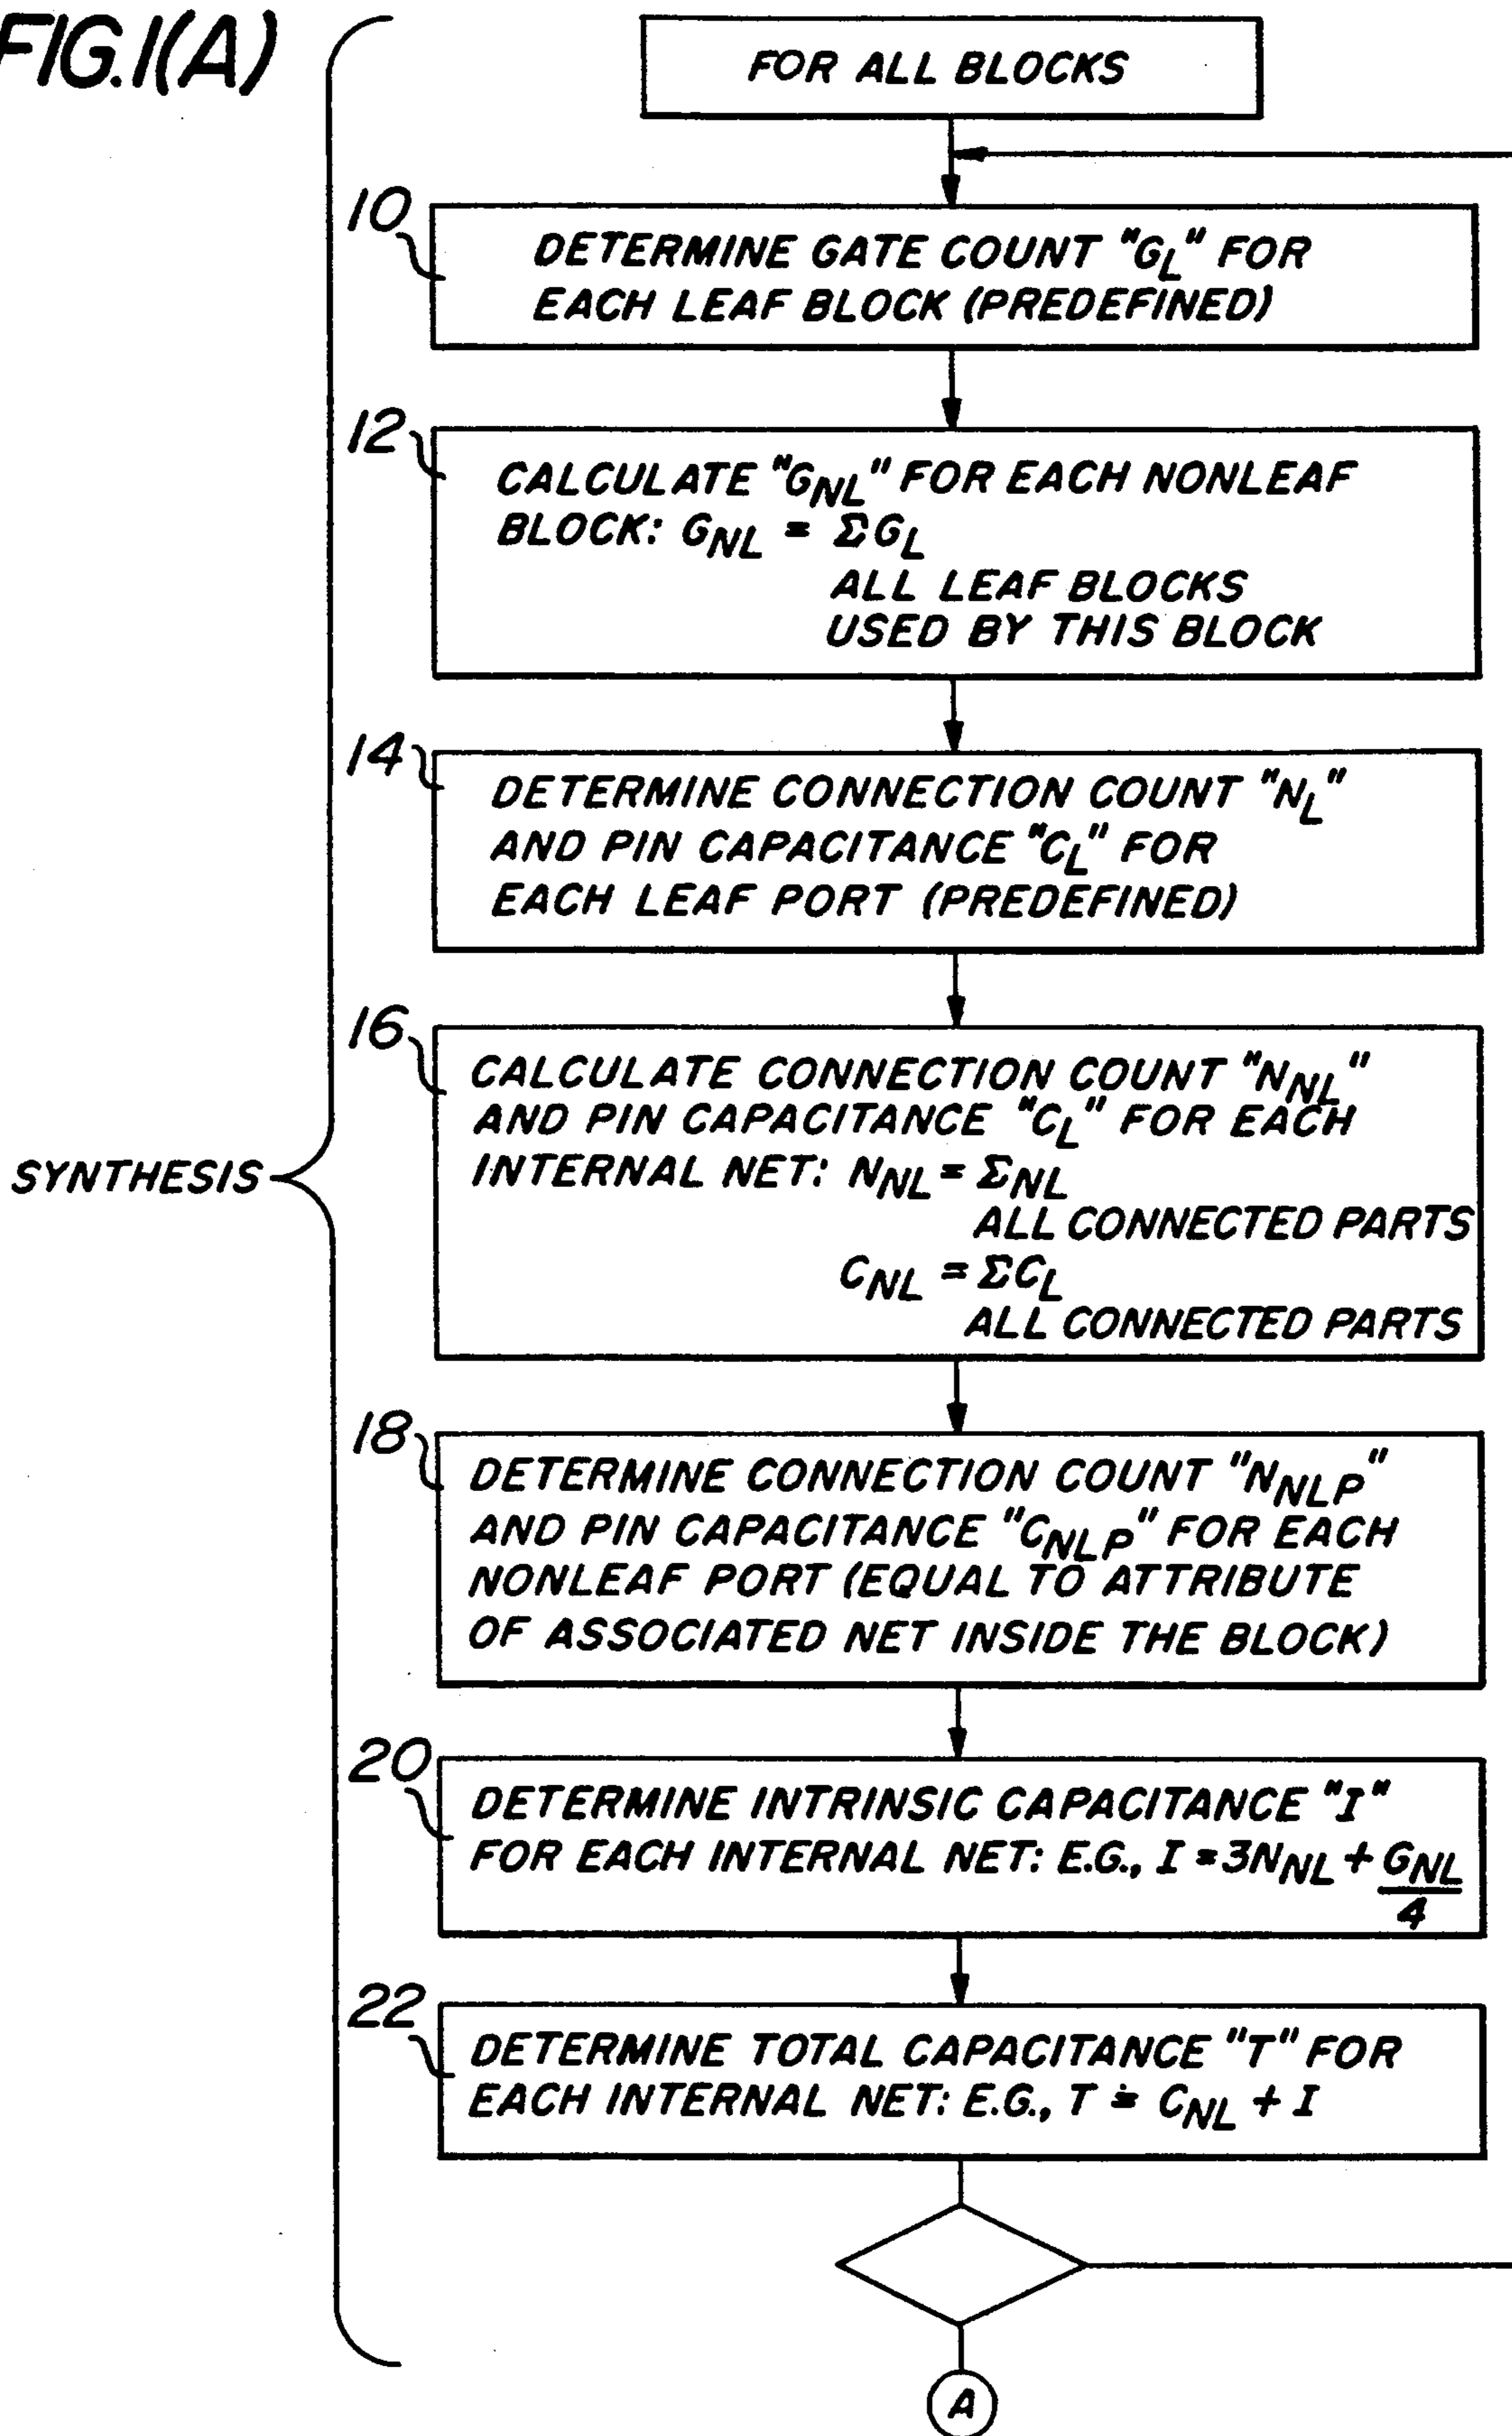 FIG.1(A)
FOR ALL BLOCKS
10
DETERMINE GATE COUNT "GL" FOR
EACH LEAF BLOCK (PREDEFINED)
12
CALCULATE "GNL" FOR EACH NONLEAF
BLOCK: GNL = ΣGL
ALL LEAF BLOCKS
USED BY THIS BLOCK
14
DETERMINE CONNECTION COUNT "NL"
AND PIN CAPACITANCE "CL" FOR
EACH LEAF PORT (PREDEFINED)
16
CALCULATE CONNECTION COUNT "NNL"
AND PIN CAPACITANCE "CL" FOR EACH
INTERNAL NET: NNL = ΣNL
ALL CONNECTED PARTS
CNL = ΣCL
ALL CONNECTED PARTS
SYNTHESIS
18
DETERMINE CONNECTION COUNT "NNLP"
AND PIN CAPACITANCE "CNLP" FOR EACH
NONLEAF PORT (EQUAL TO ATTRIBUTE
OF ASSOCIATED NET INSIDE THE BLOCK)
20
DETERMINE INTRINSIC CAPACITANCE "I"
FOR EACH INTERNAL NET: E.G., I = 3NNL + GNL
4
22
DETERMINE TOTAL CAPACITANCE "T" FOR
EACH INTERNAL NET: E.G., T = CNL + I
A